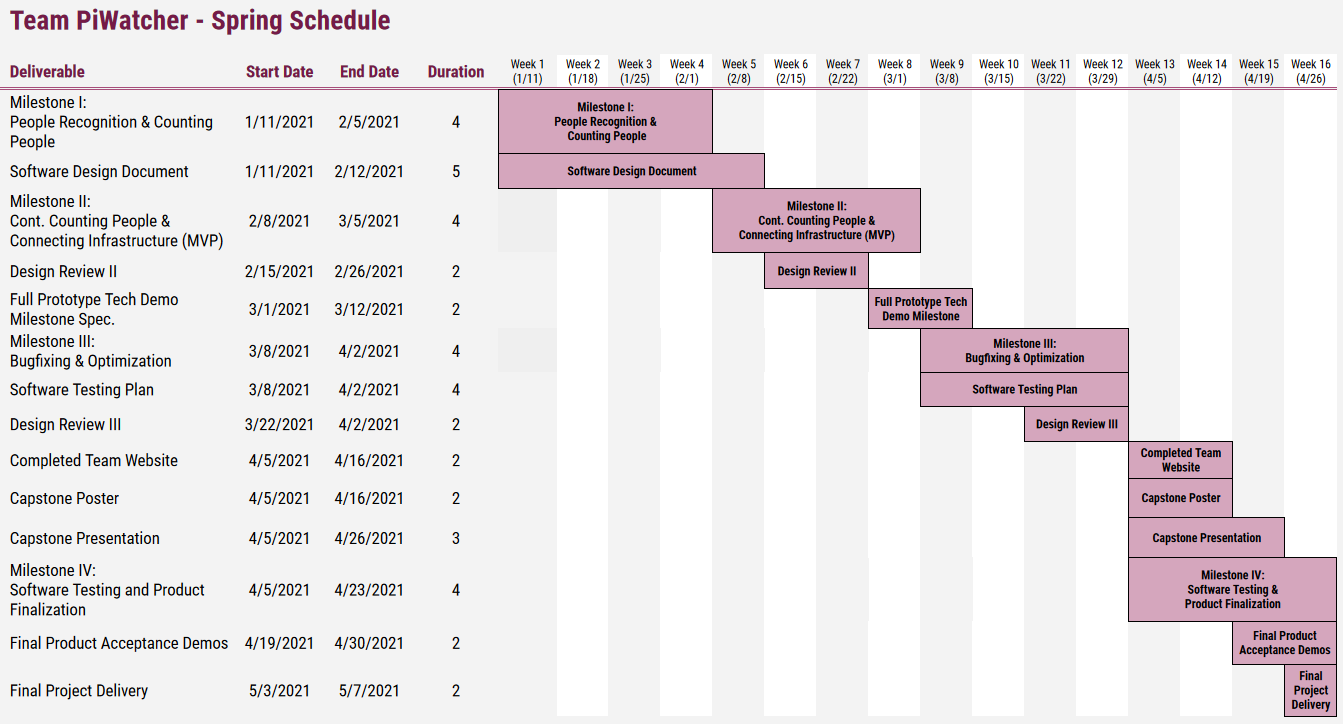 Team PiWatcher - Spring Schedule
Deliverable Start Date End Date Duration
Week 1 Week 2 Week 3 Week 4 Week 5 Week 6 Week 7 Week 8 Week 9 Week 10 Week 11 Week 12 Week 13 Week 14 Week 15 Week 16
(1/11) (1/18) (1/25) (2/1) (2/8) (2/15) (2/22) (3/1) (3/8) (3/15) (3/22) (3/29) (4/5) (4/12) (4/19) (4/26)
Milestone I:
People Recognition & Counting
People
1/11/2021 2/5/2021 4
Milestone I:
People Recognition &
Counting People
Software Design Document 1/11/2021 2/12/2021 5
Software Design Document
Milestone II:
Cont. Counting People &
Connecting Infrastructure (MVP)
2/8/2021 3/5/2021 4
Milestone II:
Cont. Counting People &
Connecting Infrastructure (MVP)
Design Review II 2/15/2021 2/26/2021 2
Design Review II
Full Prototype Tech Demo
Milestone Spec.
3/1/2021 3/12/2021 2
Full Prototype Tech
Demo Milestone
Milestone III:
Bugfixing & Optimization
3/8/2021 4/2/2021 4
Milestone III:
Bugfixing & Optimization
Software Testing Plan 3/8/2021 4/2/2021 4
Software Testing Plan
Design Review III 3/22/2021 4/2/2021 2
Design Review III
Completed Team Website 4/5/2021 4/16/2021 2
Completed Team
Website
Capstone Poster 4/5/2021 4/16/2021 2
Capstone Poster
Capstone Presentation 4/5/2021 4/26/2021 3
Capstone Presentation
Milestone IV:
Software Testing and Product
Finalization
4/5/2021 4/23/2021 4
Milestone IV:
Software Testing &
Product Finalization
Final Product Acceptance Demos 4/19/2021 4/30/2021 2
Final Product
Acceptance Demos
Final Project Delivery 5/3/2021 5/7/2021 2
Final
Project
Delivery